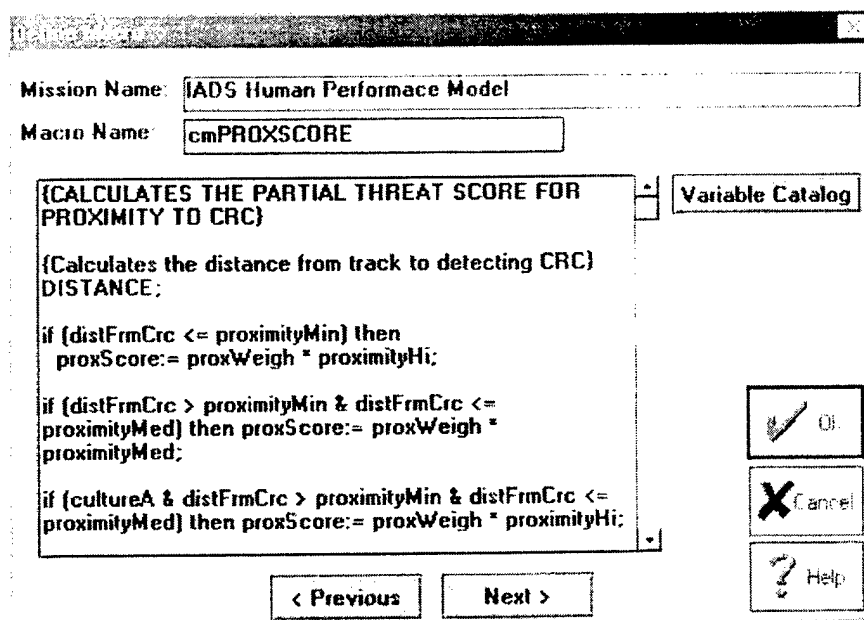 Mission Name: IADS Human Performace Model
Macro Name: cmPROXSCORE
{CALCULATES THE PARTIAL THREAT SCORE FOR
PROXIMITY TO CRC}
Variable Catalog
{Calculates the distance from track to detecting CRC}
DISTANCE;
if (distFrmCrc <= proximityMin) then
proxScore:= proxWeigh * proximityHi;
if (distFrmCrc > proximityMin & distFrmCrc <=
proximityMed) then proxScore:= proxWeigh *
proximityMed;
if (cultureA & distFrmCrc > proximityMin & distFrmCrc <=
proximityMed) then proxScore:= proxWeigh * proximityHi;
Cancel
Help
< Previous
Next >